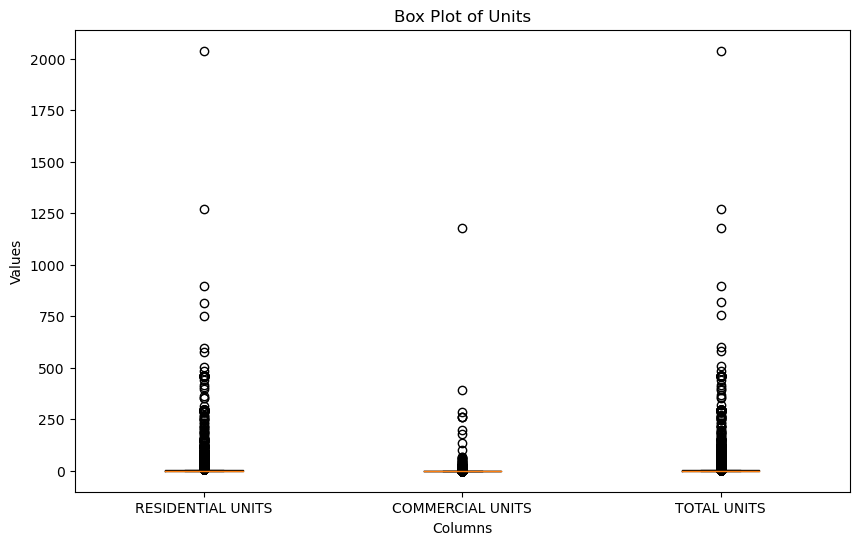 Box Plot of Units
2000
1750
1500
1250
1000
750
500
250
0
Values
RESIDENTIAL UNITS COMMERCIAL UNITS TOTAL UNITS
Columns